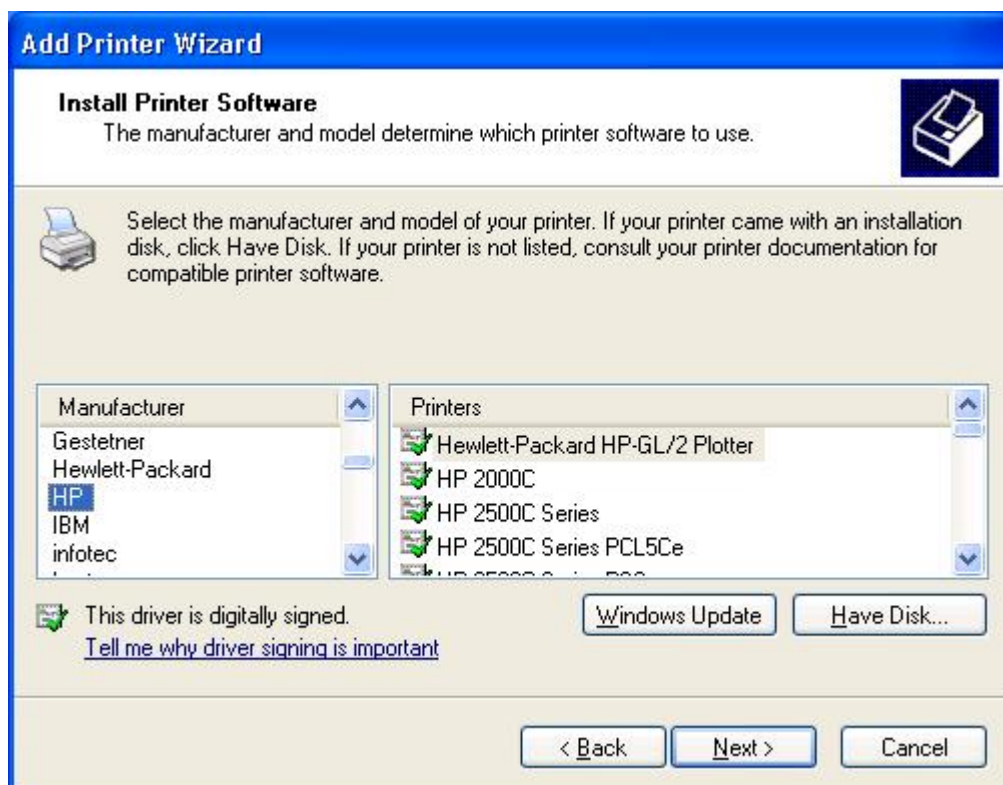 Add Printer Wizard
Install Printer Software
The manufacturer and model determine which printer software to use.
Select the manufacturer and model of your printer. If your printer came with an installation
disk, click Have Disk. If your printer is not listed, consult your printer documentation for
compatible printer software.
Manufacturer
Gestetner
Hewlett-Packard
HP
IBM
infotec
Printers
Hewlett-Packard HP-GL/2 Plotter
HP 2000C
HP 2500C Series
HP 2500C Series PCL5Ce
This driver is digitally signed.
Tell me why driver signing is important
Windows Update
Have Disk...
< Back
Next >
Cancel